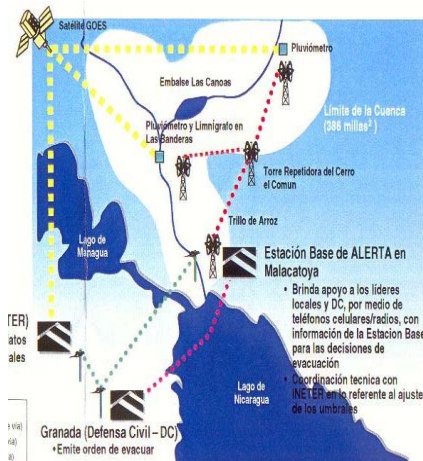 Satélite GOES
Pluviómetro
Embalse Las Canoas
Límite de la Cuenca
(386 millas²)
Pluviómetro y Limnígrafo en
Las Banderas
Torre Repetidora del Cerro
el Comun
Trillo de Arroz
Lago de
Managua
Estación Base de ALERTA en
Malacatoya
• Brinda apoyo a los líderes
locales y DC, por medio de
teléfonos celulares/radios, con
información de la Estacion Base
para las decisiones de
evacuación
• Coordinación tecnica con
INETER en lo referente al ajuste
de los umbrales
TER)
atos
ales
Lago de
Nicaragua
Granada (Defensa Civil – DC)
• Emite orden de evacuar
vía)
vía)